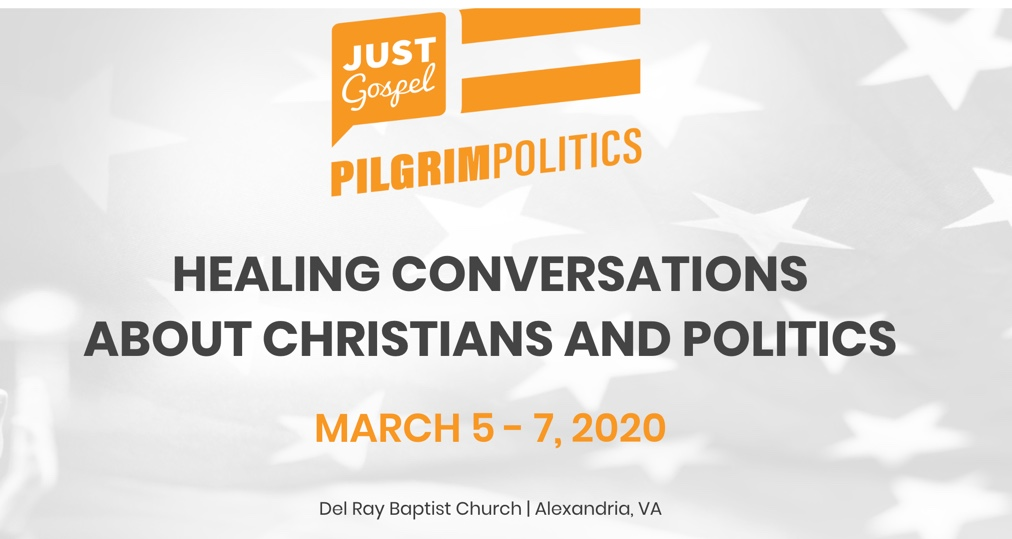 JUST
Gospel
PILGRIMPOLITICS
HEALING CONVERSATIONS
ABOUT CHRISTIANS AND POLITICS
MARCH 5 - 7, 2020
Del Ray Baptist Church | Alexandria, VA